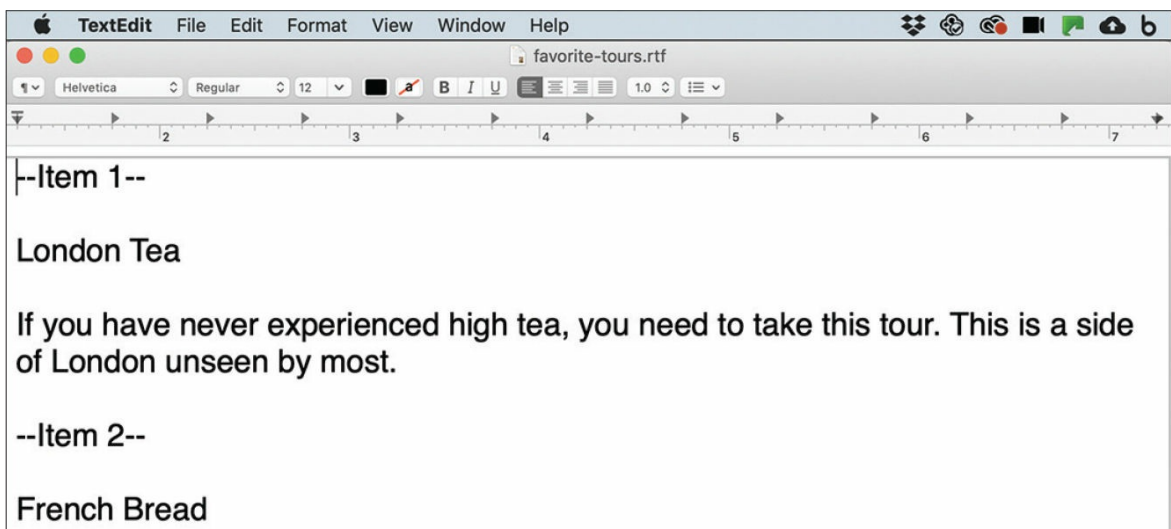 TextEdit File Edit Format View Window Help
favorite-tours.rtf
¶ Helvetica Regular 12 a B I U 1.0
2 3 4 5 6 7
--Item 1--
London Tea
If you have never experienced high tea, you need to take this tour. This is a side
of London unseen by most.
--Item 2--
French Bread